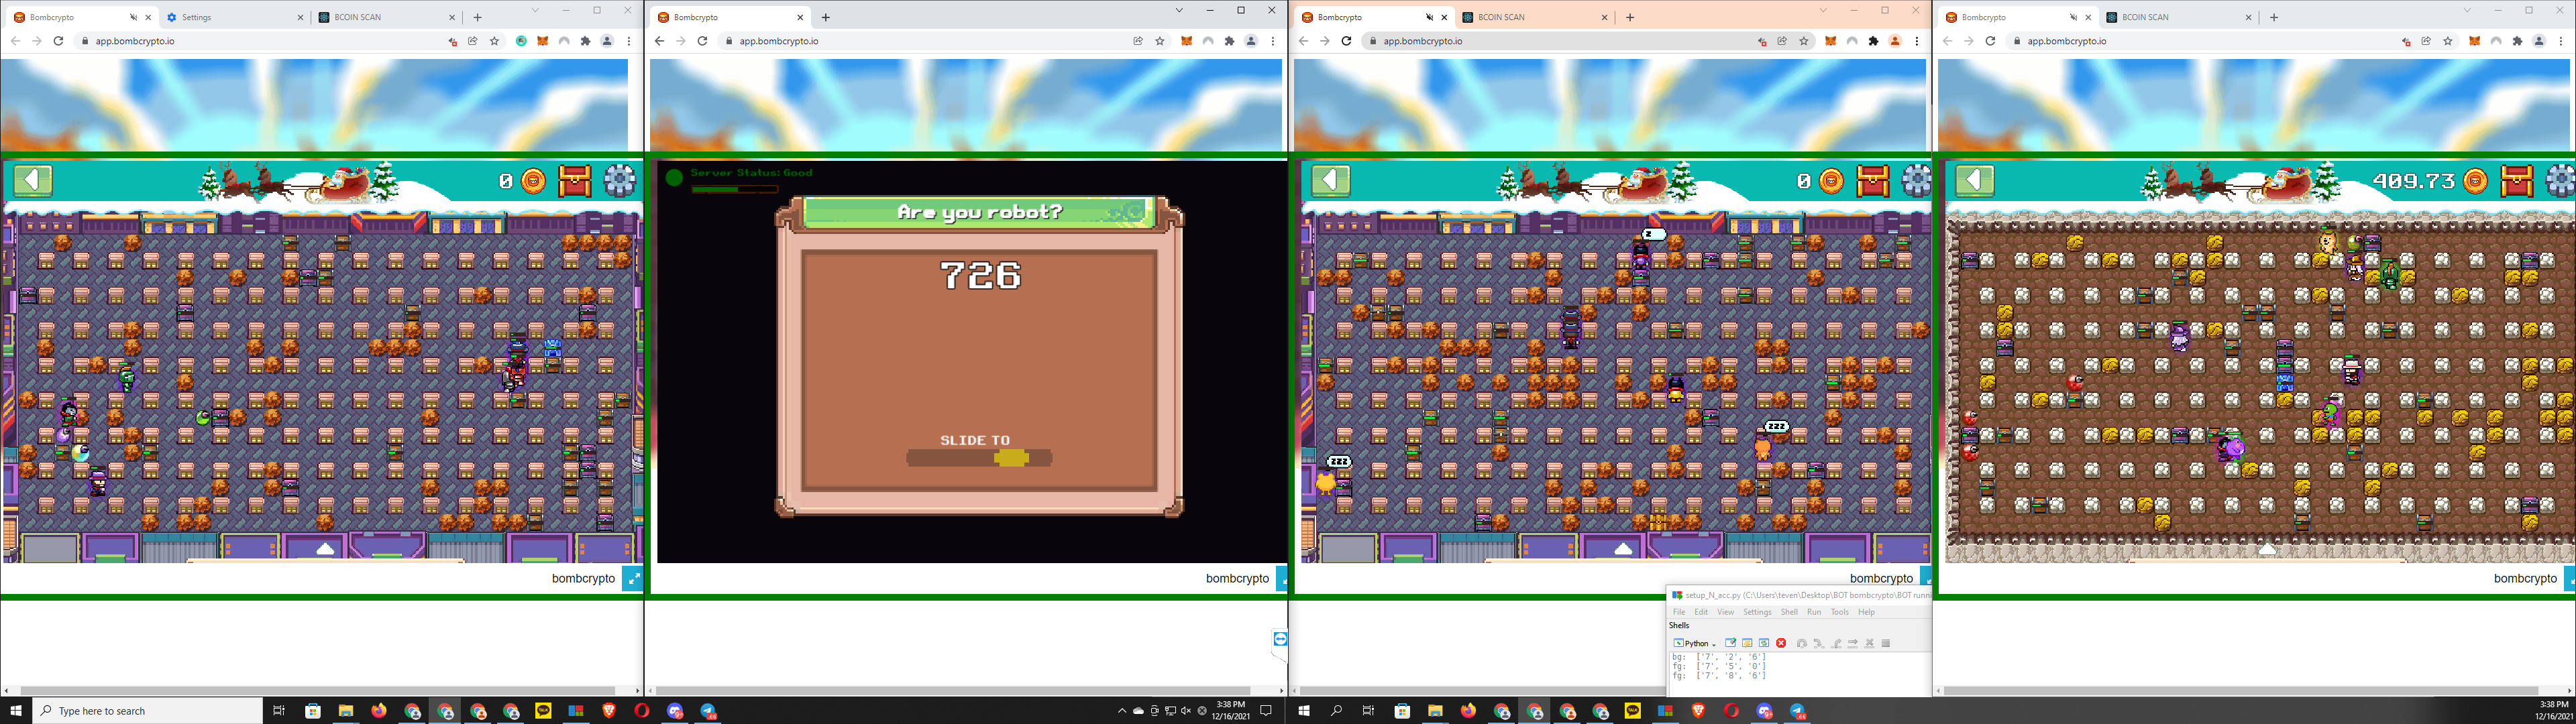 Bombcrypto
Settings
BCOIN SCAN
app.bombcrypto.io
0
bombcrypto
Bombcrypto
app.bombcrypto.io
Server Status: Good
Are you robot?
726
SLIDE TO
bombcrypto
Bombcrypto
BCOIN SCAN
app.bombcrypto.io
0
z
zzz
zzz
bombcrypto
setup_N_acc.py (C:\Users\teven\Desktop\BOT bombcrypto\BOT runni
File Edit View Settings Shell Run Tools Help
Shells
Python
bg: ['7', '2', '6']
fg: ['7', '5', '0']
fg: ['7', '8', '6']
Bombcrypto
BCOIN SCAN
app.bombcrypto.io
409.73
bombcrypto
Type here to search
TALK
3:38 PM
12/16/2021
TALK
3:38 PM
12/16/202